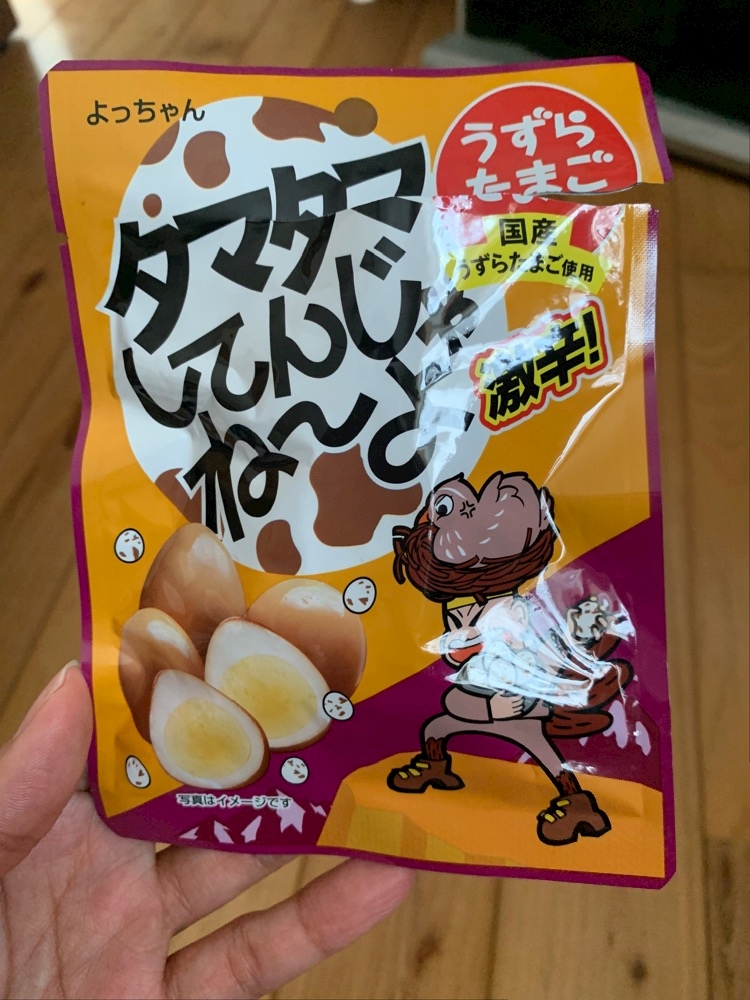 よっちゃん
うずら
たまご
国産
うずらたまご使用
激辛!
タマタマ
してんじゃ
ね〜よ
写真はイメージです